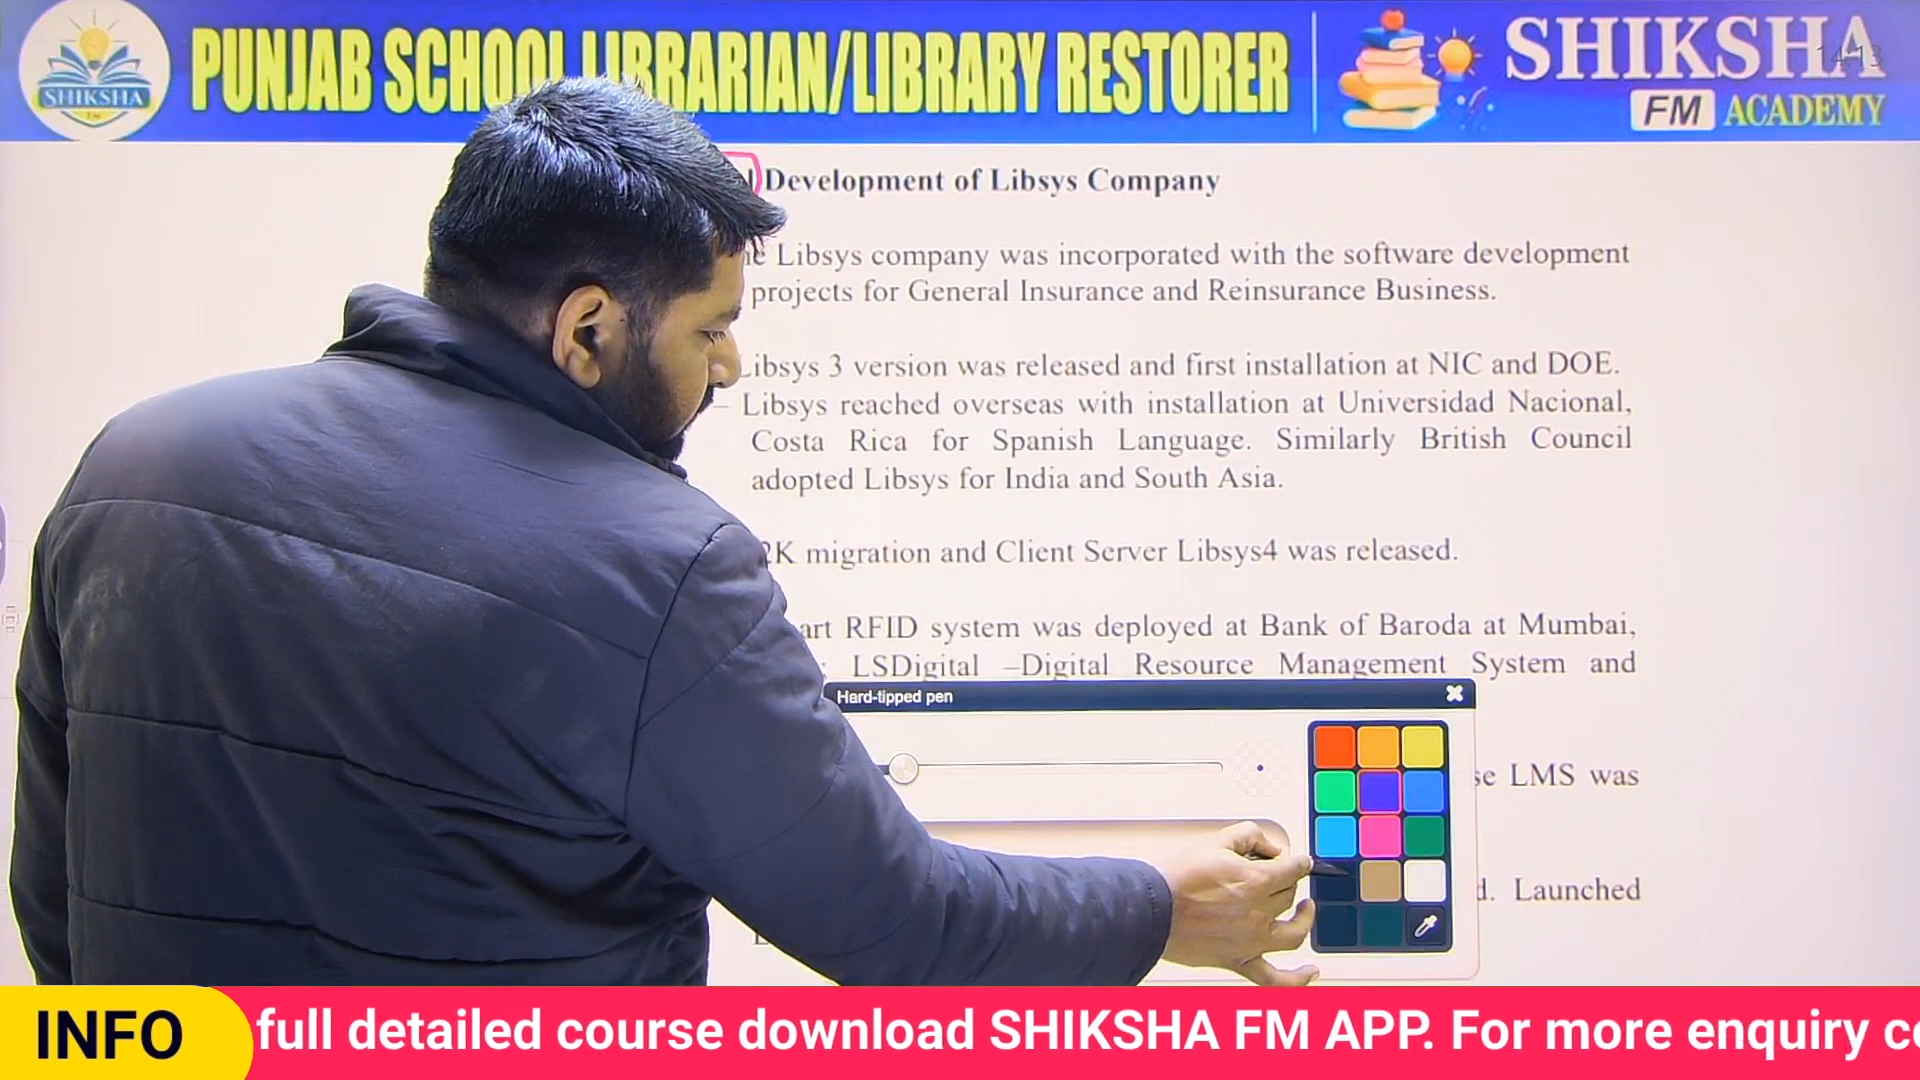 SHIKSHA
PUNJAB SCHOOL LIBRARIAN/LIBRARY RESTORER
SHIKSHA
FM ACADEMY
14:13
Development of Libsys Company
Libsys company was incorporated with the software development
projects for General Insurance and Reinsurance Business.
Libsys 3 version was released and first installation at NIC and DOE.
– Libsys reached overseas with installation at Universidad Nacional,
Costa Rica for Spanish Language. Similarly British Council
adopted Libsys for India and South Asia.
2K migration and Client Server Libsys4 was released.
art RFID system was deployed at Bank of Baroda at Mumbai,
LSDigital –Digital Resource Management System and
Hard-tipped pen
se LMS was
d. Launched
INFO
full detailed course download SHIKSHA FM APP. For more enquiry co